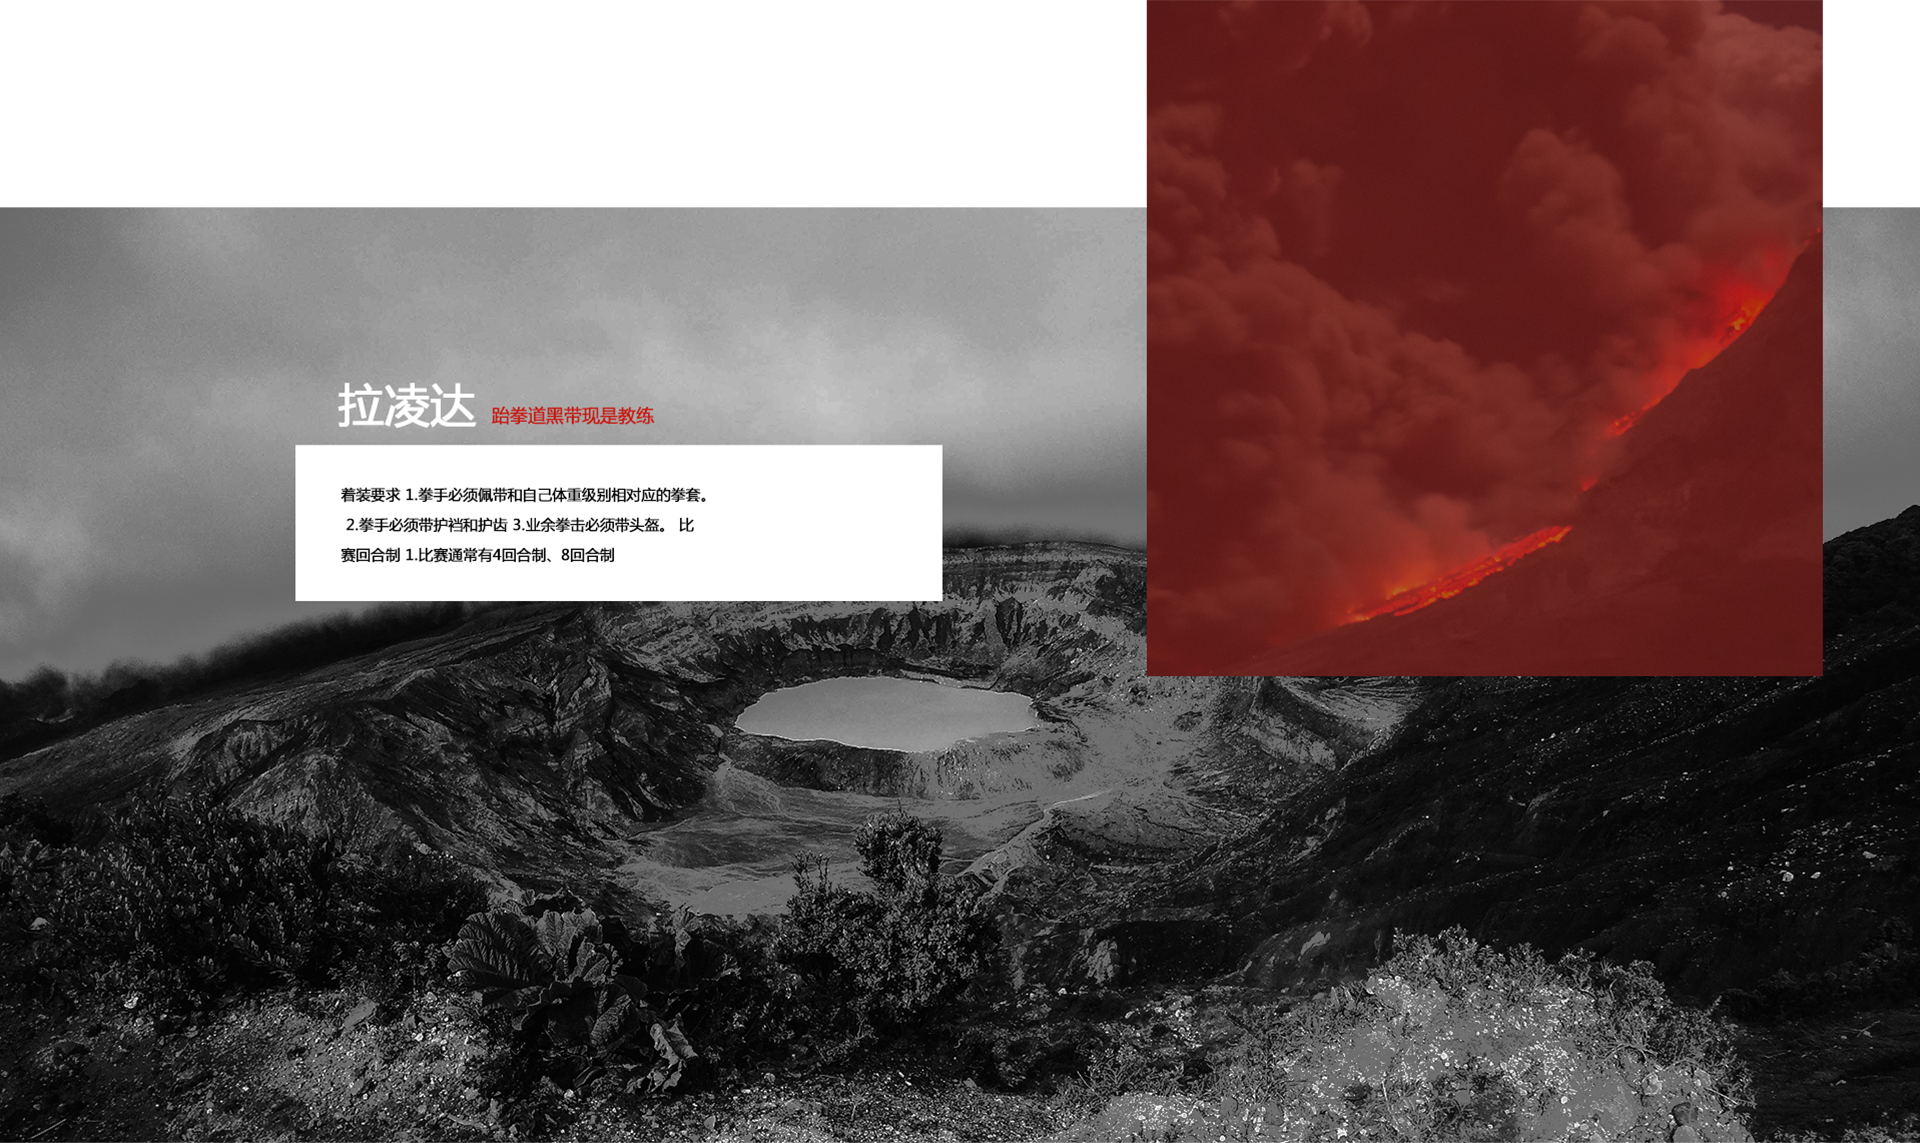 拉凌达 跆拳道黑带现是教练
着装要求 1.拳手必须佩带和自己体重级别相对应的拳套。
2.拳手必须带护裆和护齿 3.业余拳击必须带头盔。 比
赛回合制 1.比赛通常有4回合制、8回合制